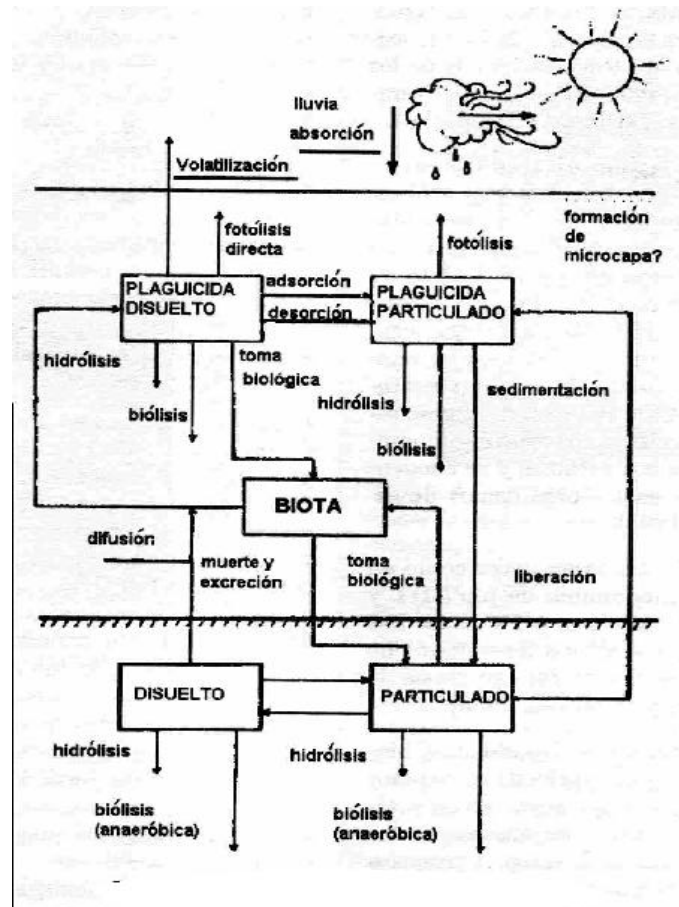 lluvia
absorción
Volatilización
formación
de
microcapa?
fotólisis
directa
fotólisis
PLAGUICIDA
DISUELTO
adsorción
desorción
PLAGUICIDA
PARTICULADO
hidrólisis
biólisis
toma
biológica
hidrólisis
biólisis
sedimentación
BIOTA
difusión
muerte y
excreción
toma
biológica
liberación
DISUELTO
PARTICULADO
hidrólisis
biólisis
(anaeróbica)
hidrólisis
biólisis
(anaeróbica)